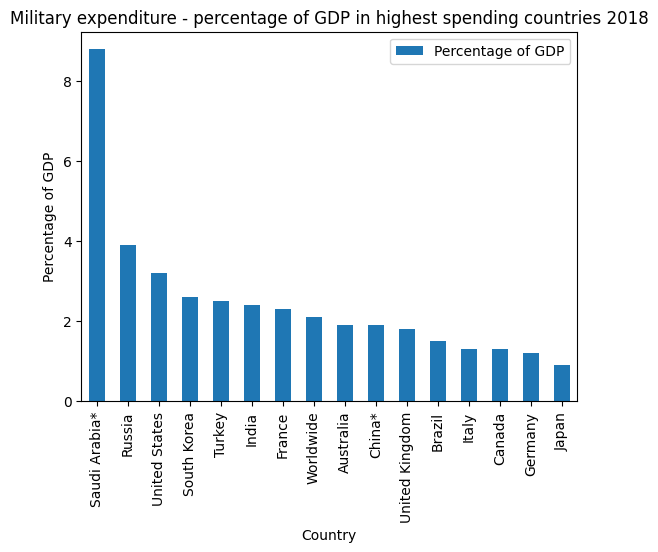 Military expenditure - percentage of GDP in highest spending countries 2018
Percentage of GDP
Percentage of GDP
8
6
4
2
0
Saudi Arabia*
Russia
United States
South Korea
Turkey
India
France
Worldwide
Australia
China*
United Kingdom
Brazil
Italy
Canada
Germany
Japan
Country